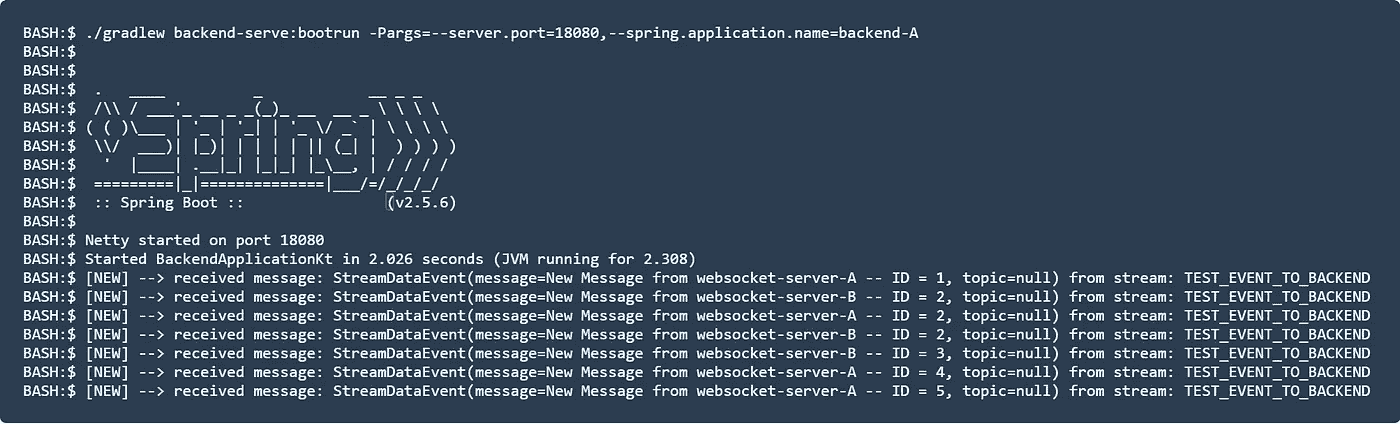 BASH:$ ./gradlew backend-serve:bootrun -Pargs=--server.port=18080,--spring.application.name=backend-A
BASH:$
BASH:$
BASH:$  .   ____          _            __ _ _
BASH:$  /\\ / ___'_ __ _ _(_)_ __  __ _ \ \ \ \
BASH:$ ( ( )\___ | '_ | '_| | '_ \/ _` | \ \ \ \
BASH:$  \\/  ___)| |_)| | | | | || (_| |  ) ) ) )
BASH:$   '  |____| .__|_| |_|_| |_\__, | / / / /
BASH:$  =========|_|==============|___/=/_/_/_/
BASH:$  :: Spring Boot ::                (v2.5.6)
BASH:$
BASH:$ Netty started on port 18080
BASH:$ Started BackendApplicationKt in 2.026 seconds (JVM running for 2.308)
BASH:$ [NEW] --> received message: StreamDataEvent(message=New Message from websocket-server-A -- ID = 1, topic=null) from stream: TEST_EVENT_TO_BACKEND
BASH:$ [NEW] --> received message: StreamDataEvent(message=New Message from websocket-server-B -- ID = 2, topic=null) from stream: TEST_EVENT_TO_BACKEND
BASH:$ [NEW] --> received message: StreamDataEvent(message=New Message from websocket-server-A -- ID = 2, topic=null) from stream: TEST_EVENT_TO_BACKEND
BASH:$ [NEW] --> received message: StreamDataEvent(message=New Message from websocket-server-B -- ID = 2, topic=null) from stream: TEST_EVENT_TO_BACKEND
BASH:$ [NEW] --> received message: StreamDataEvent(message=New Message from websocket-server-B -- ID = 3, topic=null) from stream: TEST_EVENT_TO_BACKEND
BASH:$ [NEW] --> received message: StreamDataEvent(message=New Message from websocket-server-A -- ID = 4, topic=null) from stream: TEST_EVENT_TO_BACKEND
BASH:$ [NEW] --> received message: StreamDataEvent(message=New Message from websocket-server-A -- ID = 5, topic=null) from stream: TEST_EVENT_TO_BACKEND